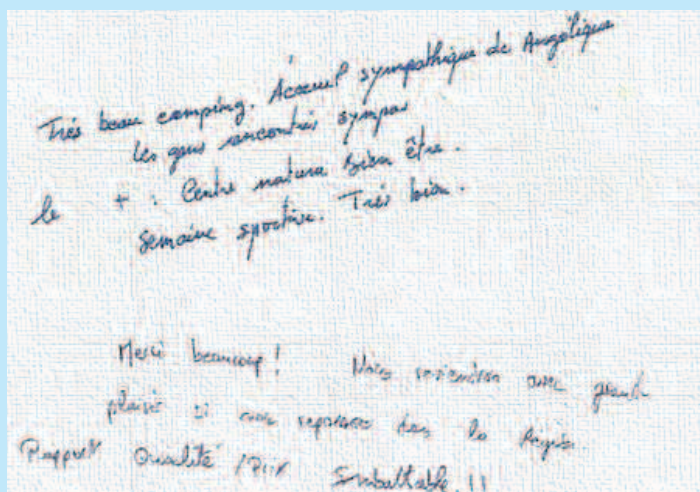 Très beau camping. Accueil sympathique de Angélique
les gens rencontrés sympas
le + : Centre natura Bien être.
Semaine sportive. Très bien.
Merci beaucoup ! Nous reviendrons avec grand
plaisir si nous repassons dans la Région.
Rapport Qualité / Prix Imbattable.!!